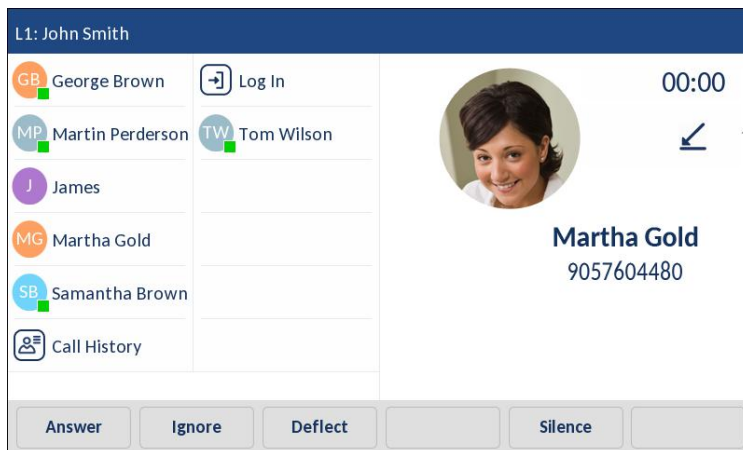 L1: John Smith
GB George Brown
Log In
MP Martin Perderson
TW Tom Wilson
J James
MG Martha Gold
SB Samantha Brown
Call History
00:00
Martha Gold
9057604480
Answer
Ignore
Deflect
Silence